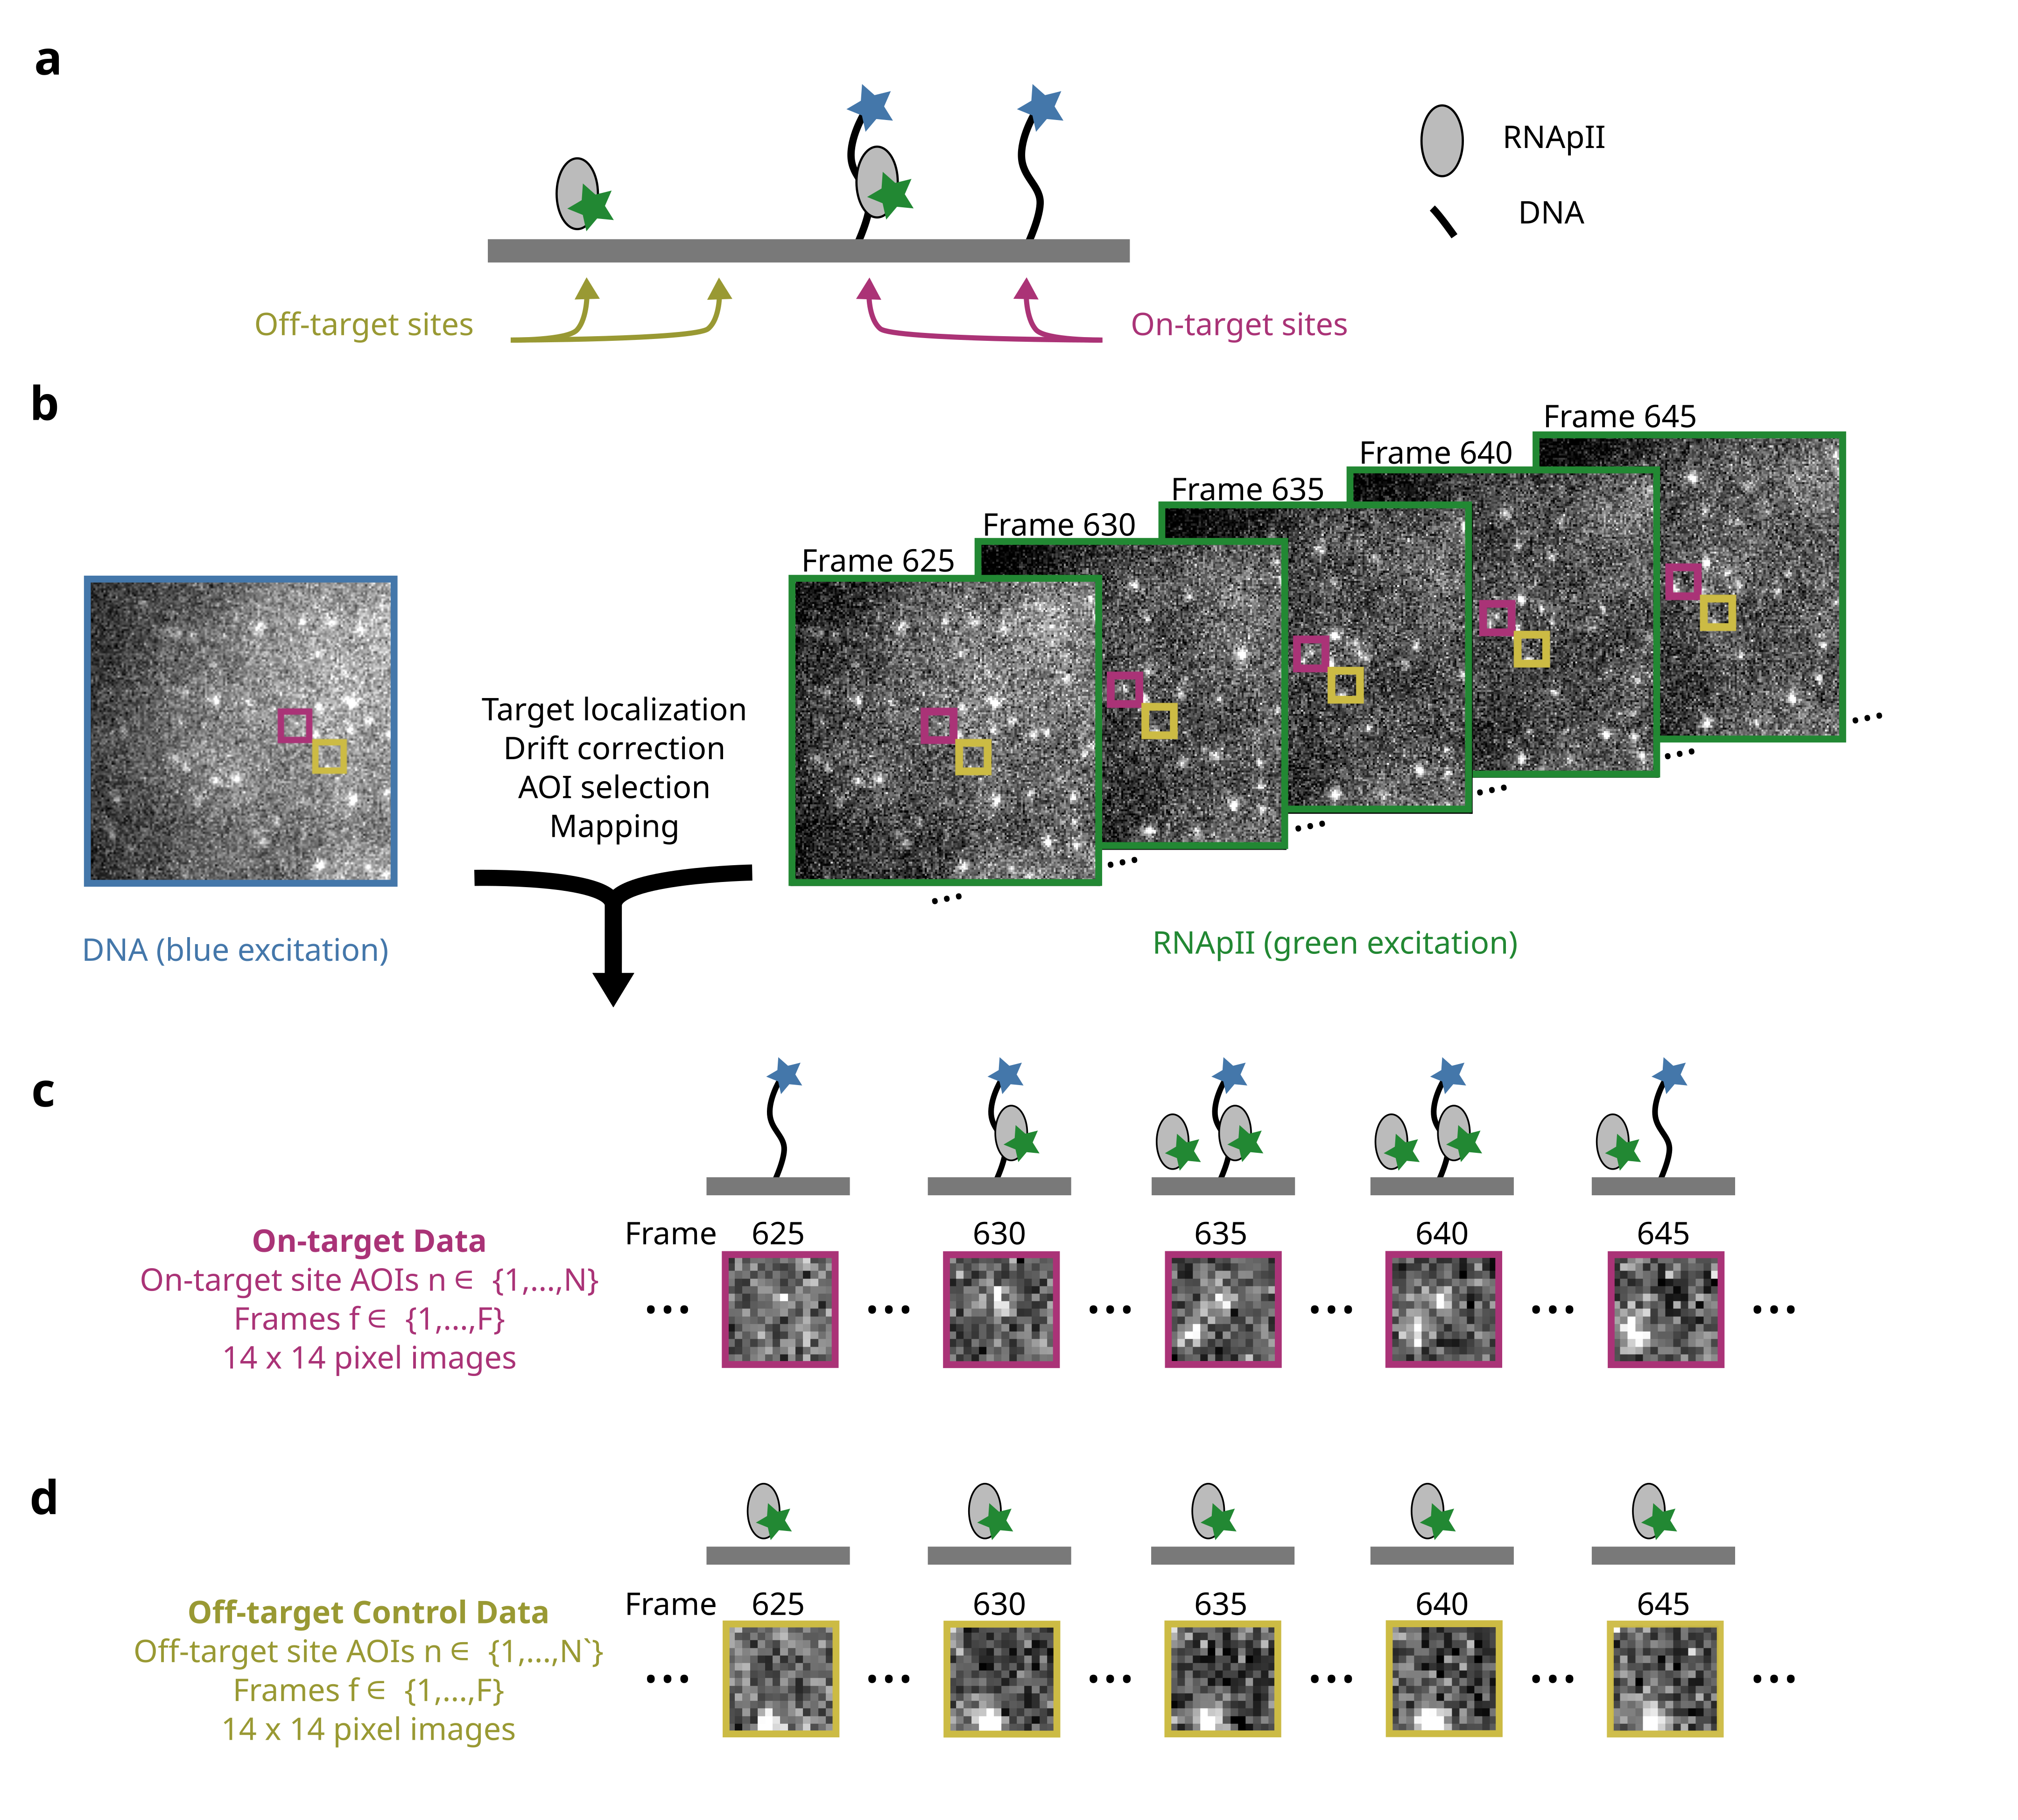 a
RNApII
DNA
Off-target sites
On-target sites
b
Frame 645
Frame 640
Frame 635
Frame 630
Frame 625
Target localization
Drift correction
AOI selection
Mapping
...
...
...
...
...
...
DNA (blue excitation)
RNApII (green excitation)
c
On-target Data
On-target site AOIs n ∈ {1,...,N}
Frames f ∈ {1,...,F}
14 x 14 pixel images
Frame 625 630 635 640 645
... ... ... ... ... ...
d
Off-target Control Data
Off-target site AOIs n ∈ {1,...,N`}
Frames f ∈ {1,...,F}
14 x 14 pixel images
Frame 625 630 635 640 645
... ... ... ... ... ...